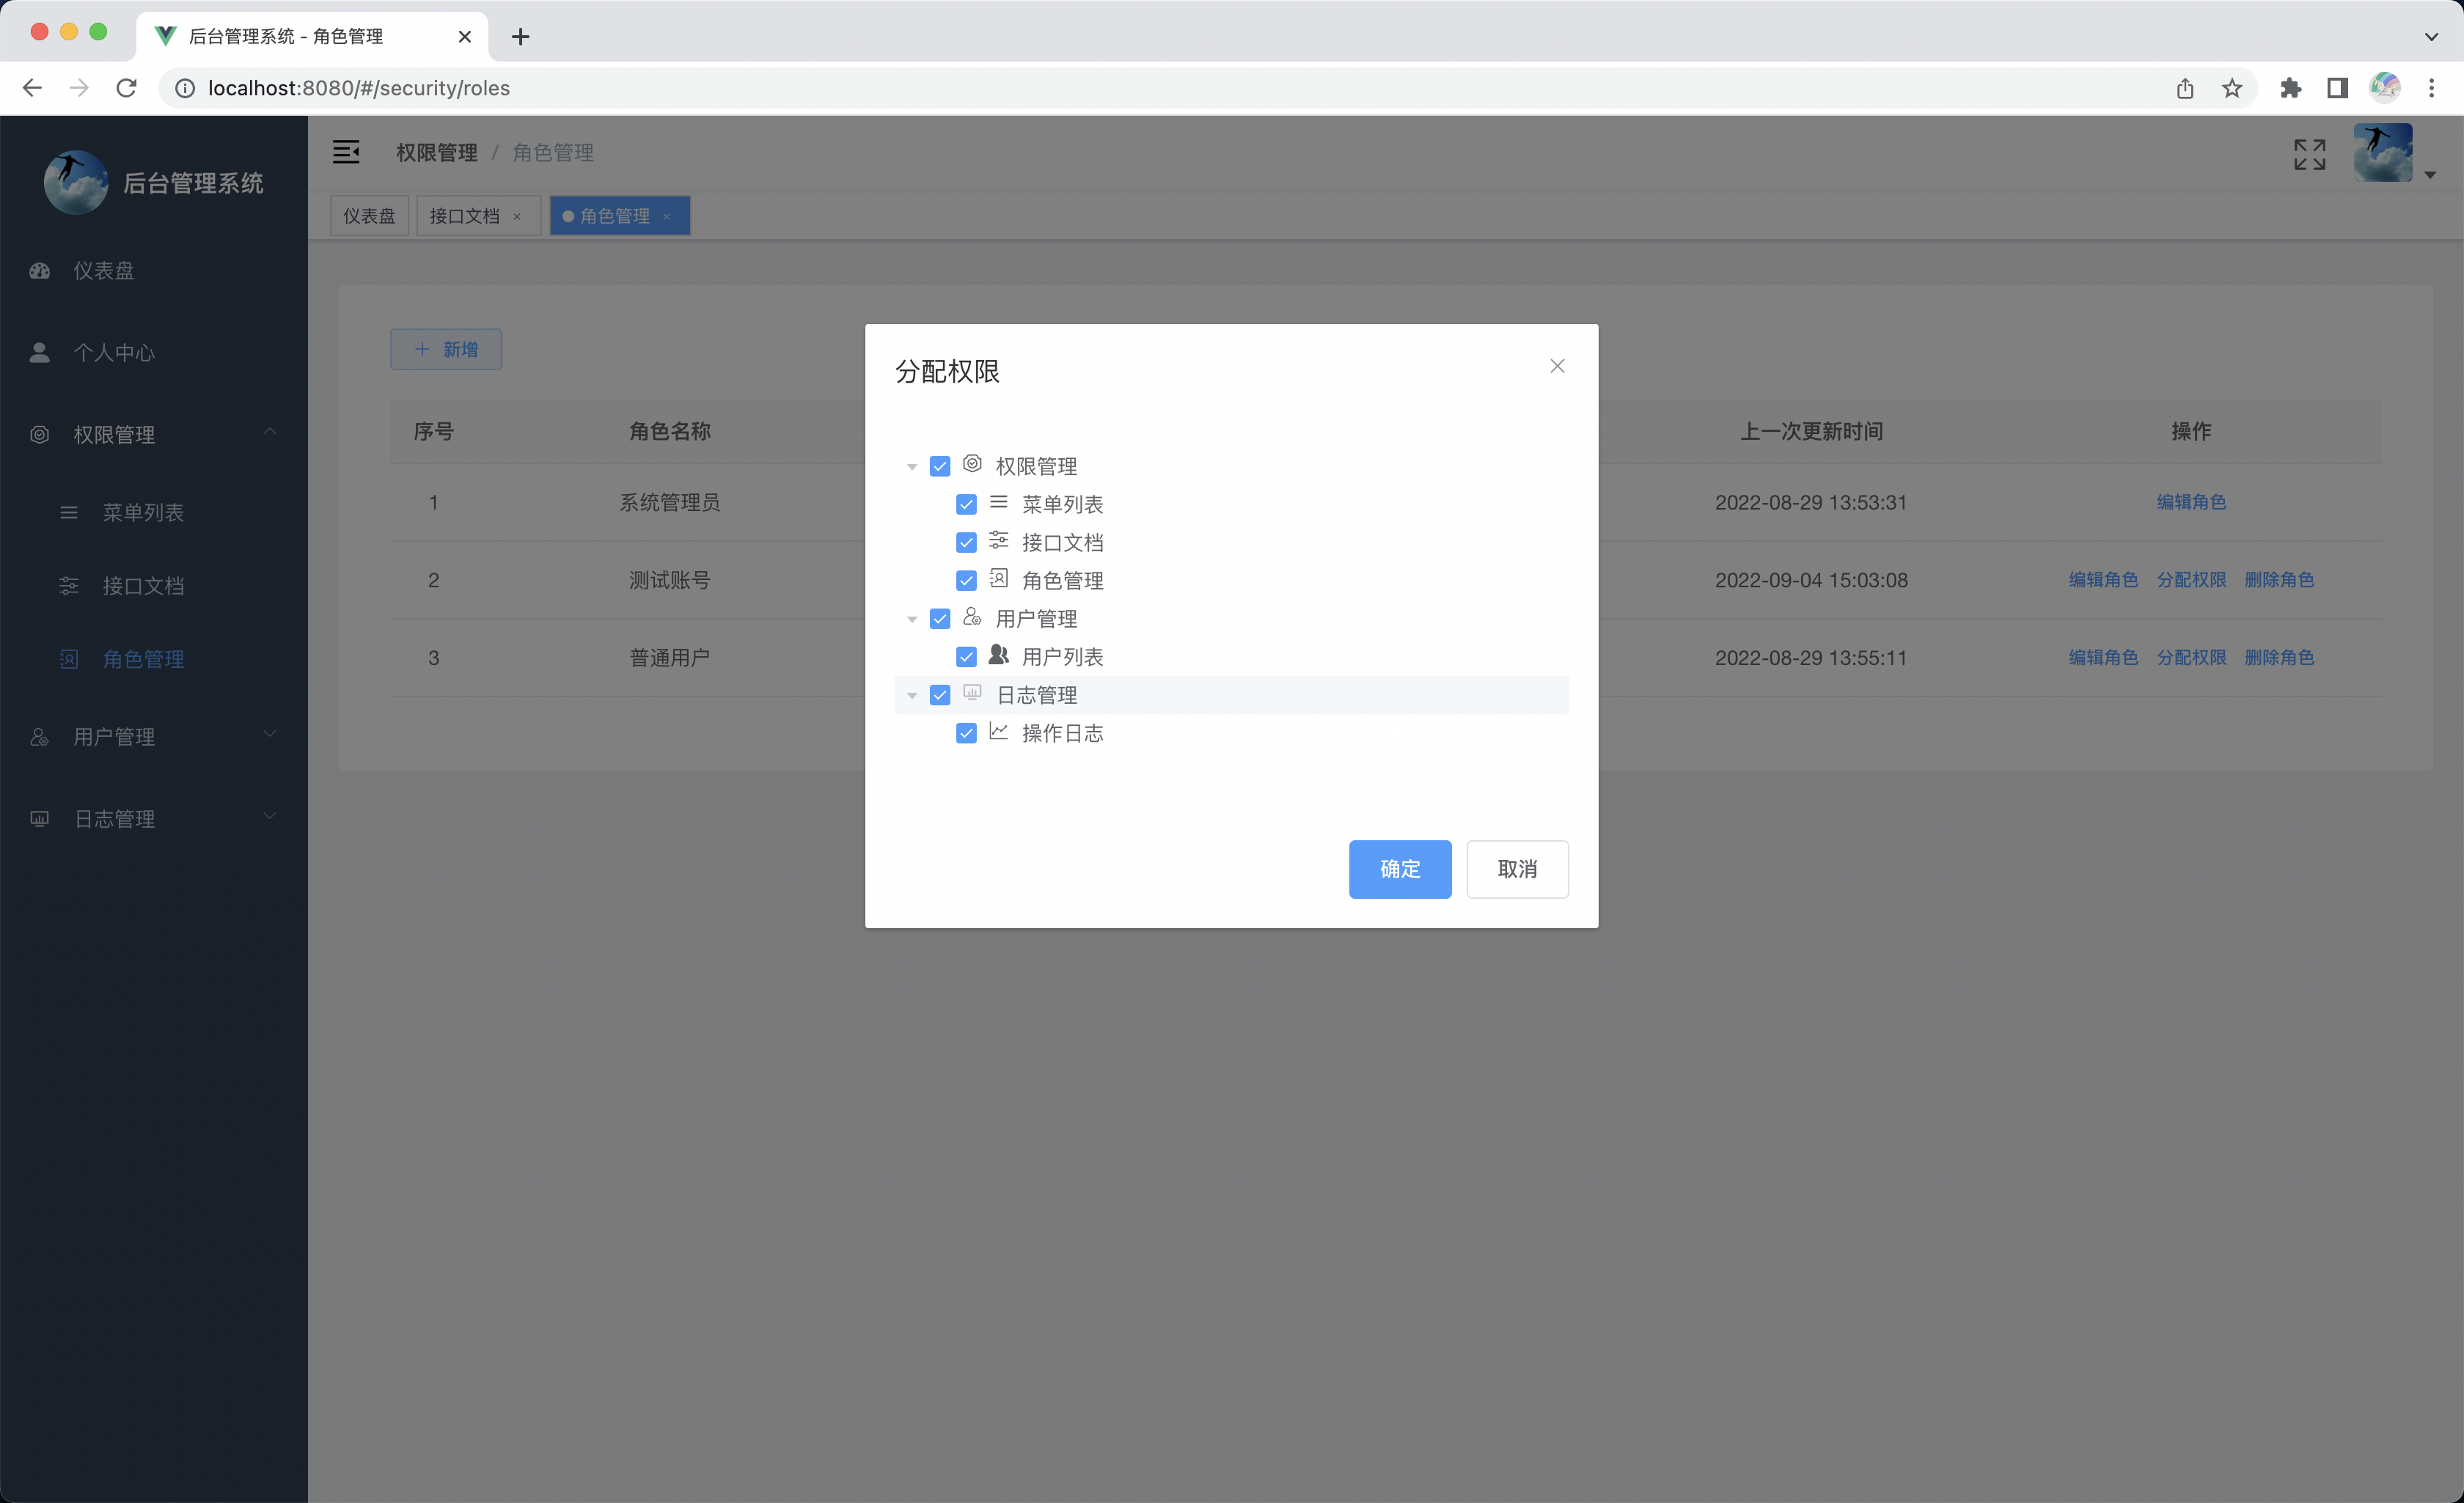 后台管理系统 - 角色管理
localhost:8080/#/security/roles
后台管理系统
仪表盘
个人中心
权限管理
菜单列表
接口文档
角色管理
用户管理
日志管理
权限管理 / 角色管理
仪表盘 接口文档 × 角色管理 ×
+ 新增
序号 角色名称 上一次更新时间 操作
1 系统管理员 2022-08-29 13:53:31 编辑角色
2 测试账号 2022-09-04 15:03:08 编辑角色 分配权限 删除角色
3 普通用户 2022-08-29 13:55:11 编辑角色 分配权限 删除角色
分配权限
权限管理
菜单列表
接口文档
角色管理
用户管理
用户列表
日志管理
操作日志
确定 取消